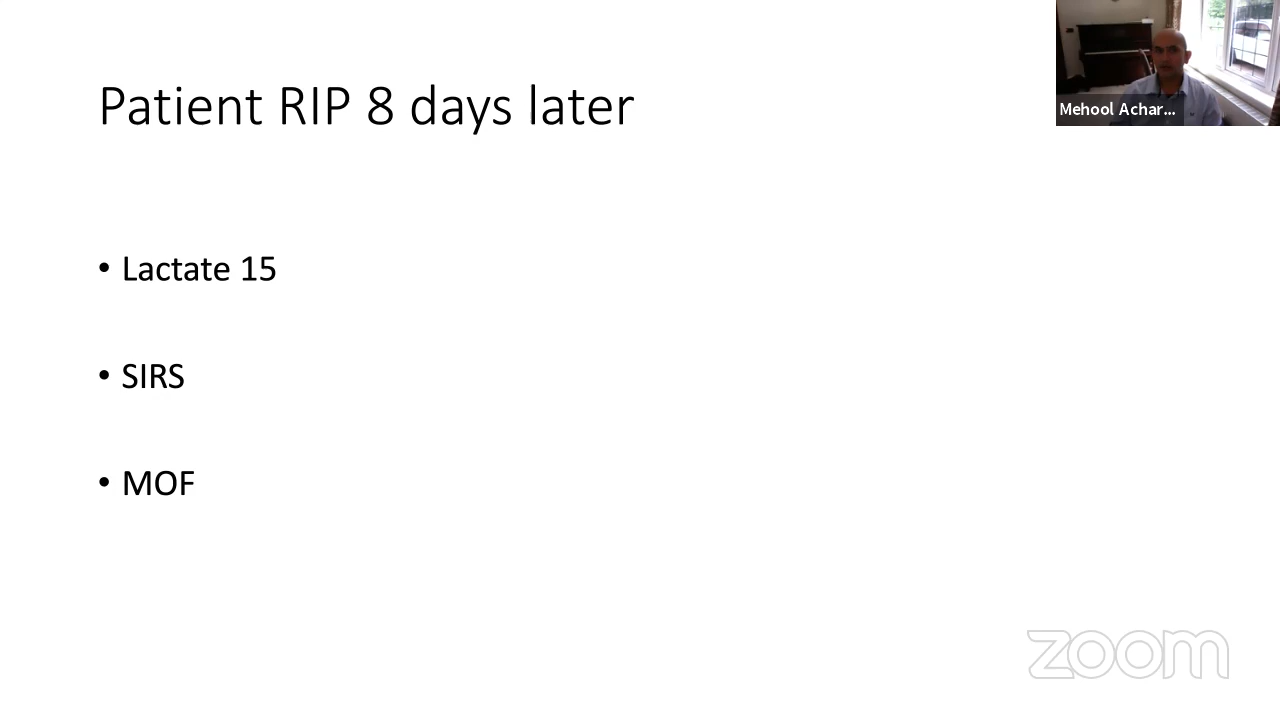 Patient RIP 8 days later
Mehool Achar...
• Lactate 15
• SIRS
• MOF
zoom